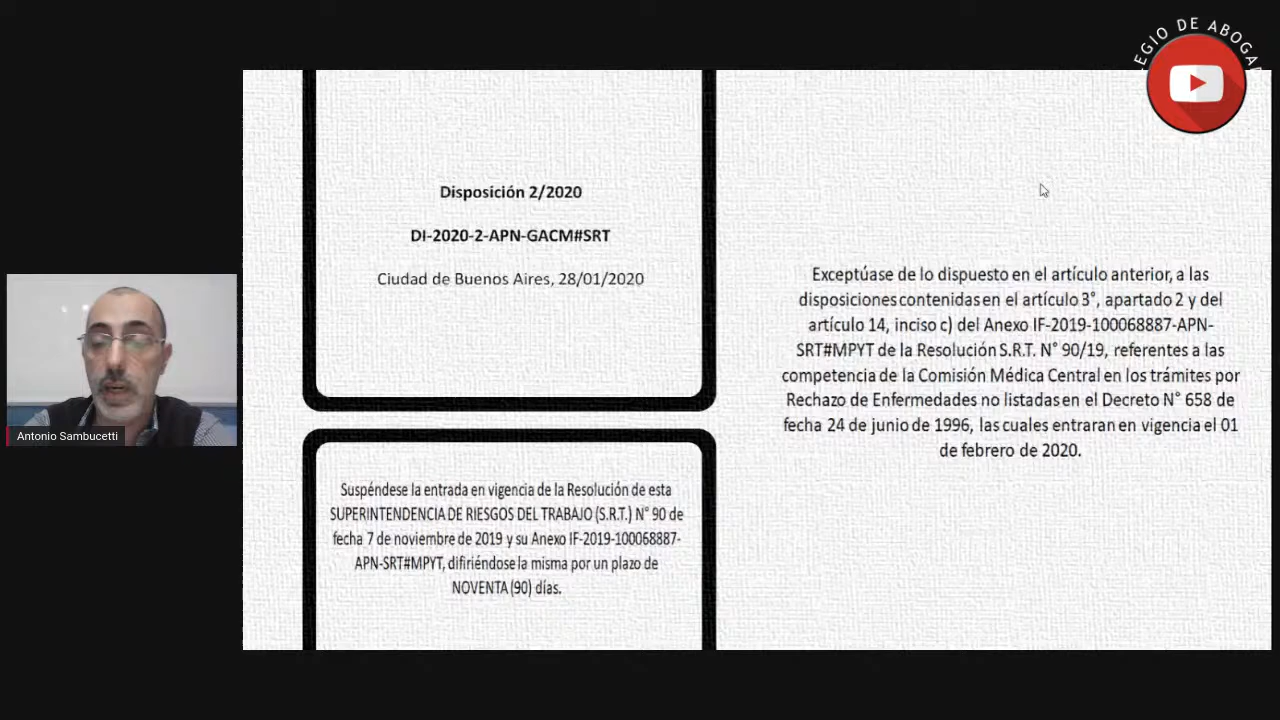 EGIO DE ABOGA
Disposición 2/2020
DI-2020-2-APN-GACM#SRT
Ciudad de Buenos Aires, 28/01/2020
Exceptúase de lo dispuesto en el artículo anterior, a las
disposiciones contenidas en el artículo 3°, apartado 2 y del
artículo 14, inciso c) del Anexo IF-2019-100068887-APN-
SRT#MPYT de la Resolución S.R.T. N° 90/19, referentes a las
competencia de la Comisión Médica Central en los trámites por
Rechazo de Enfermedades no listadas en el Decreto N° 658 de
fecha 24 de junio de 1996, las cuales entraran en vigencia el 01
de febrero de 2020.
Antonio Sambucetti
Suspéndese la entrada en vigencia de la Resolución de esta
SUPERINTENDENCIA DE RIESGOS DEL TRABAJO (S.R.T.) N° 90 de
fecha 7 de noviembre de 2019 y su Anexo IF-2019-100068887-
APN-SRT#MPYT, difiriéndose la misma por un plazo de
NOVENTA (90) días.